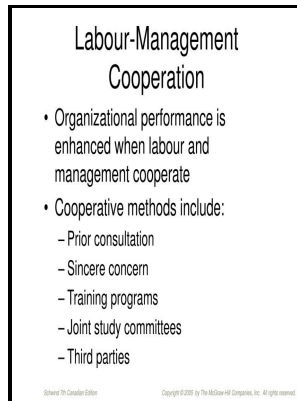 Labour-Management
Cooperation
• Organizational performance is
enhanced when labour and
management cooperate
• Cooperative methods include:
– Prior consultation
– Sincere concern
– Training programs
– Joint study committees
– Third parties
Schwind 7th Canadian Edition
Copyright © 2005 by The McGraw-Hill Companies, Inc. All rights reserved.